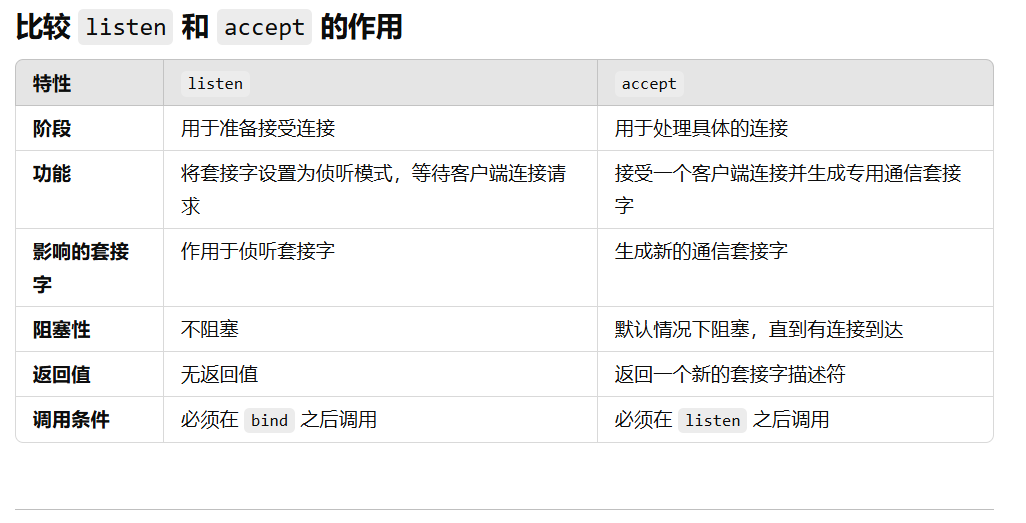 比较 listen 和 accept 的作用
特性 listen accept
阶段 用于准备接受连接 用于处理具体的连接
功能 将套接字设置为侦听模式，等待客户端连接请 接受一个客户端连接并生成专用通信套接
求 字
影响的套接 作用于侦听套接字 生成新的通信套接字
字
阻塞性 不阻塞 默认情况下阻塞，直到有连接到达
返回值 无返回值 返回一个新的套接字描述符
调用条件 必须在 bind 之后调用 必须在 listen 之后调用